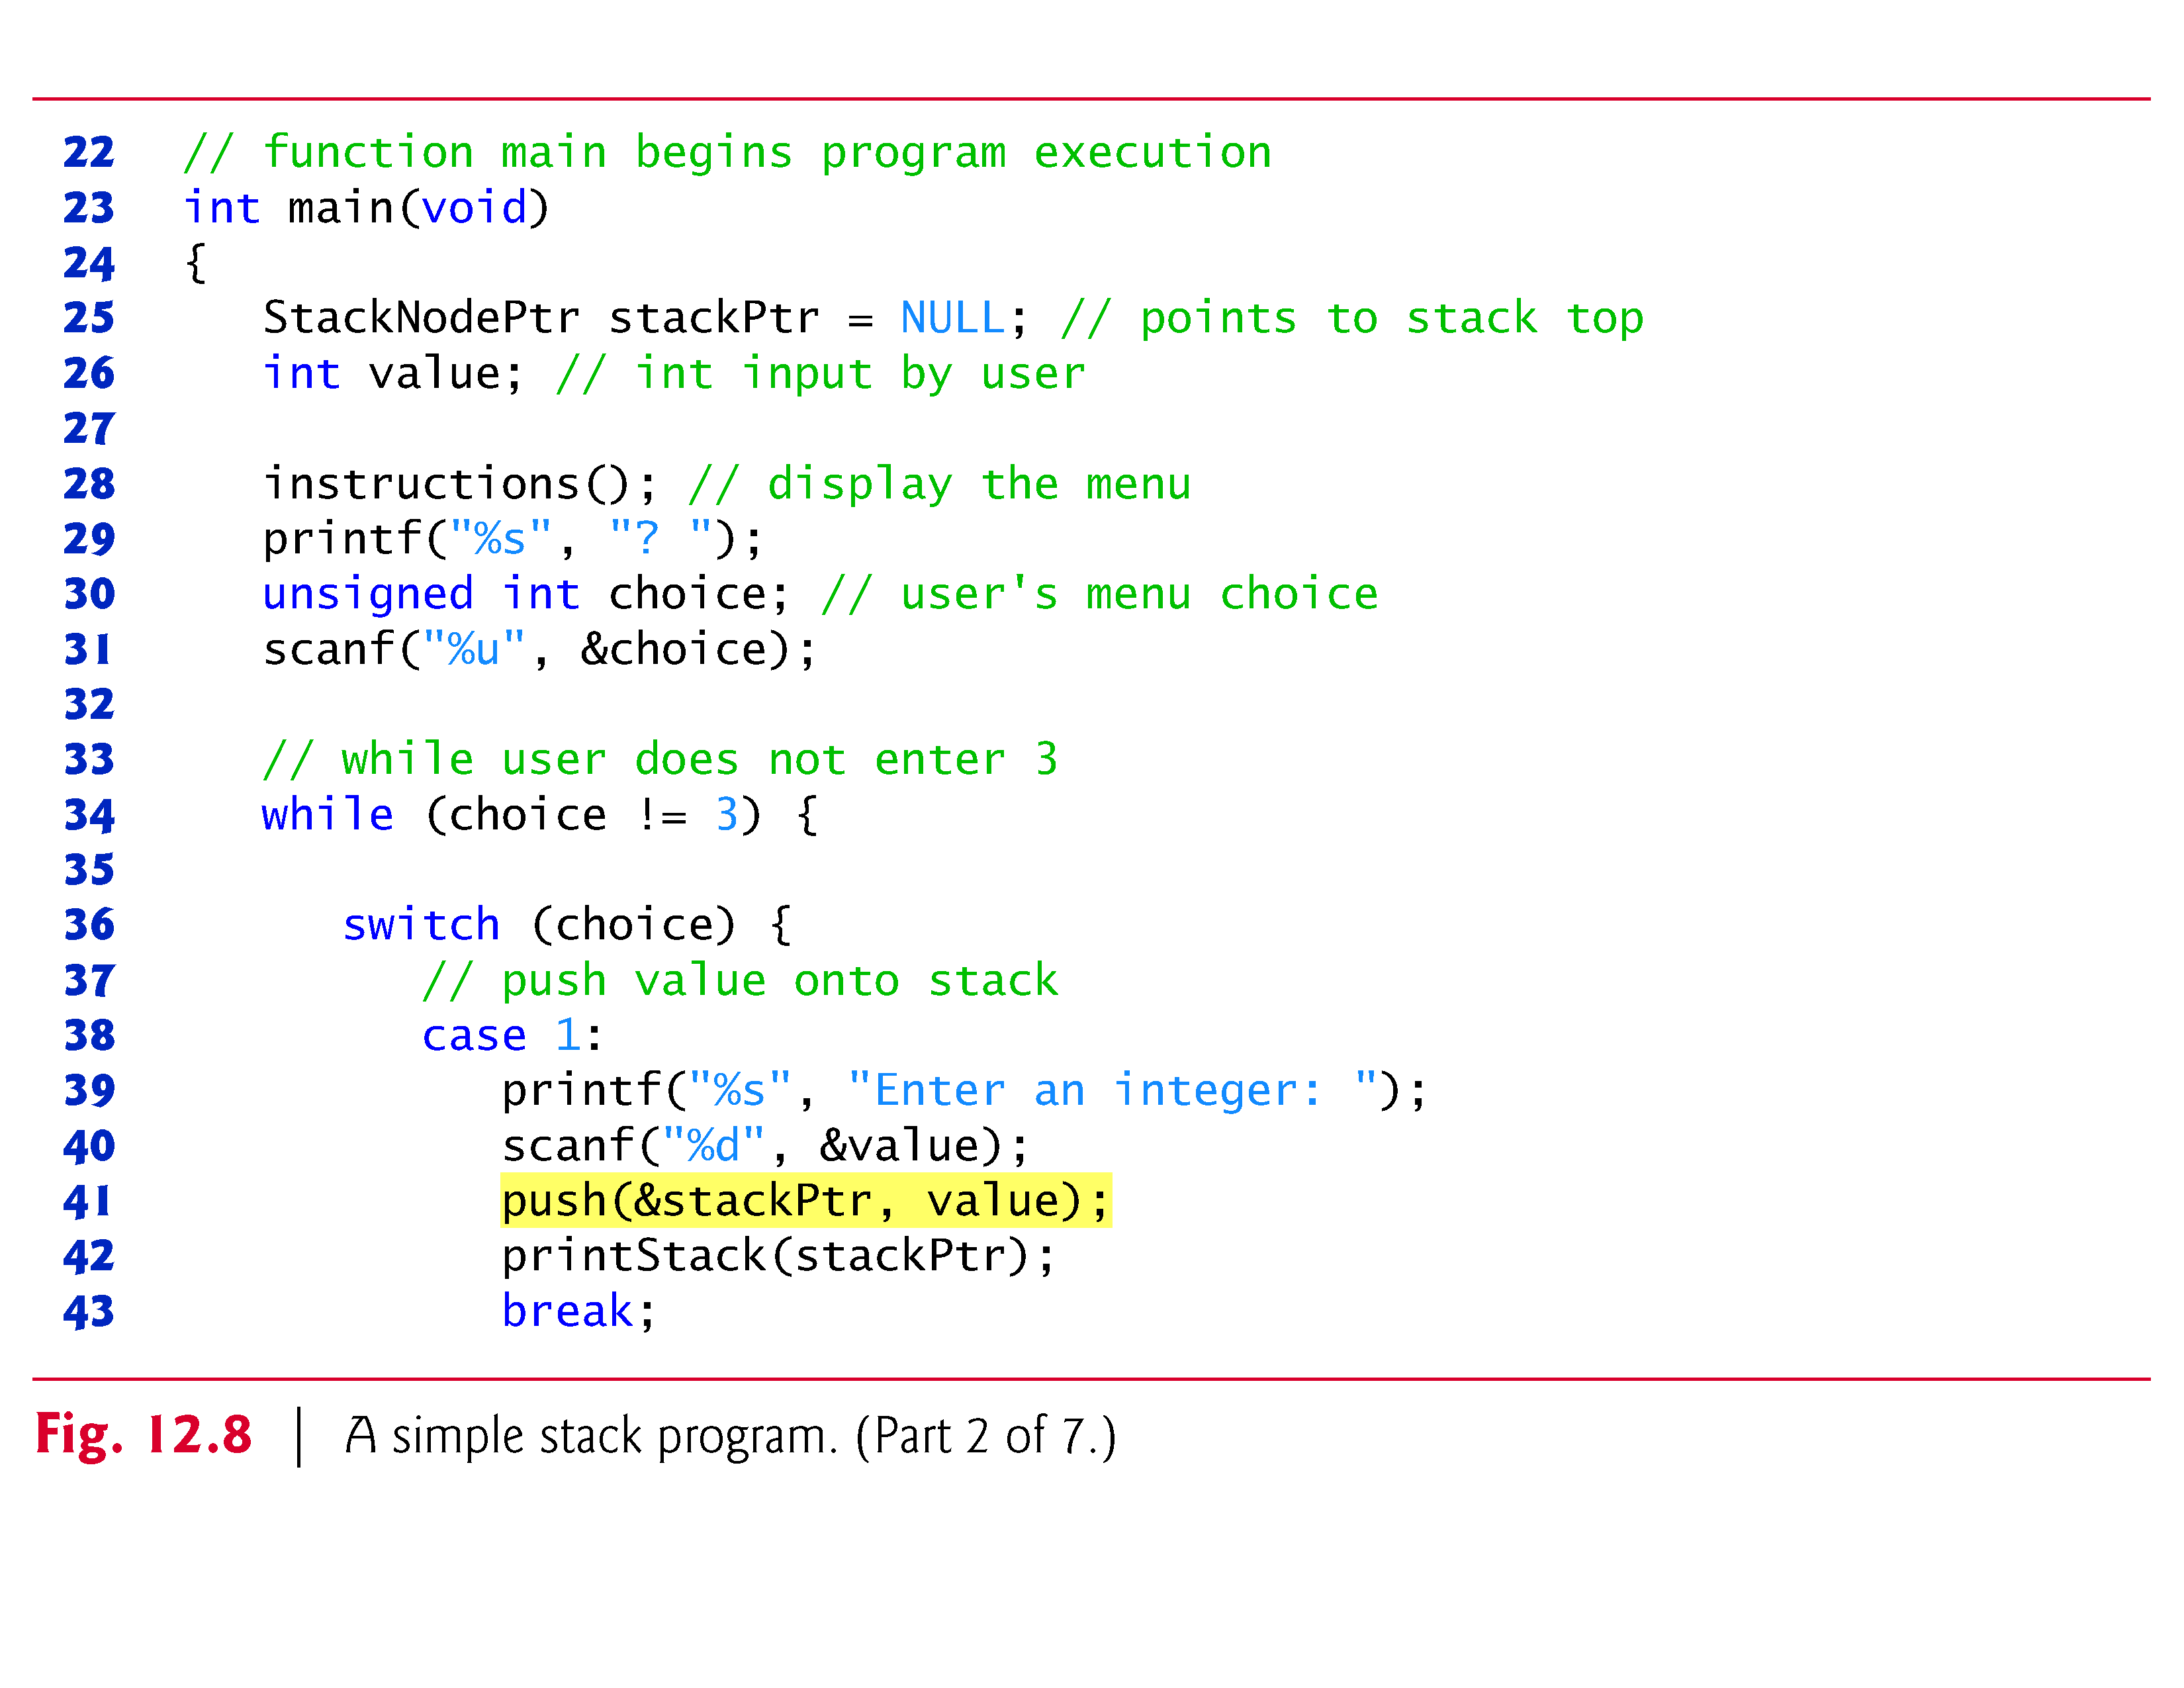 22 // function main begins program execution
23 int main(void)
24 {
25    StackNodePtr stackPtr = NULL; // points to stack top
26    int value; // int input by user
27
28    instructions(); // display the menu
29    printf("%s", "? ");
30    unsigned int choice; // user's menu choice
31    scanf("%u", &choice);
32
33    // while user does not enter 3
34    while (choice != 3) {
35
36       switch (choice) {
37          // push value onto stack
38          case 1:
39             printf("%s", "Enter an integer: ");
40             scanf("%d", &value);
41             push(&stackPtr, value);
42             printStack(stackPtr);
43             break;
Fig. 12.8 | A simple stack program. (Part 2 of 7.)